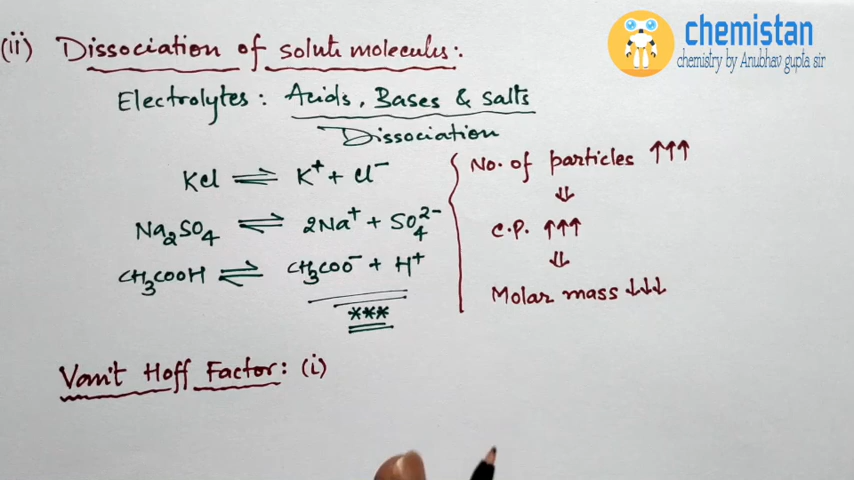 chemistan
chemistry by Anubhav gupta sir
(ii) Dissociation of solute molecules:.
Electrolytes: Acids, Bases & salts
Dissociation
KCl ⇌ K⁺ + Cl⁻
Na₂SO₄ ⇌ 2Na⁺ + SO₄²⁻
CH₃COOH ⇌ CH₃COO⁻ + H⁺
***
No. of particles ↑↑↑
⇓
C.P. ↑↑↑
⇓
Molar mass ↓↓↓
Van't Hoff Factor: (i)